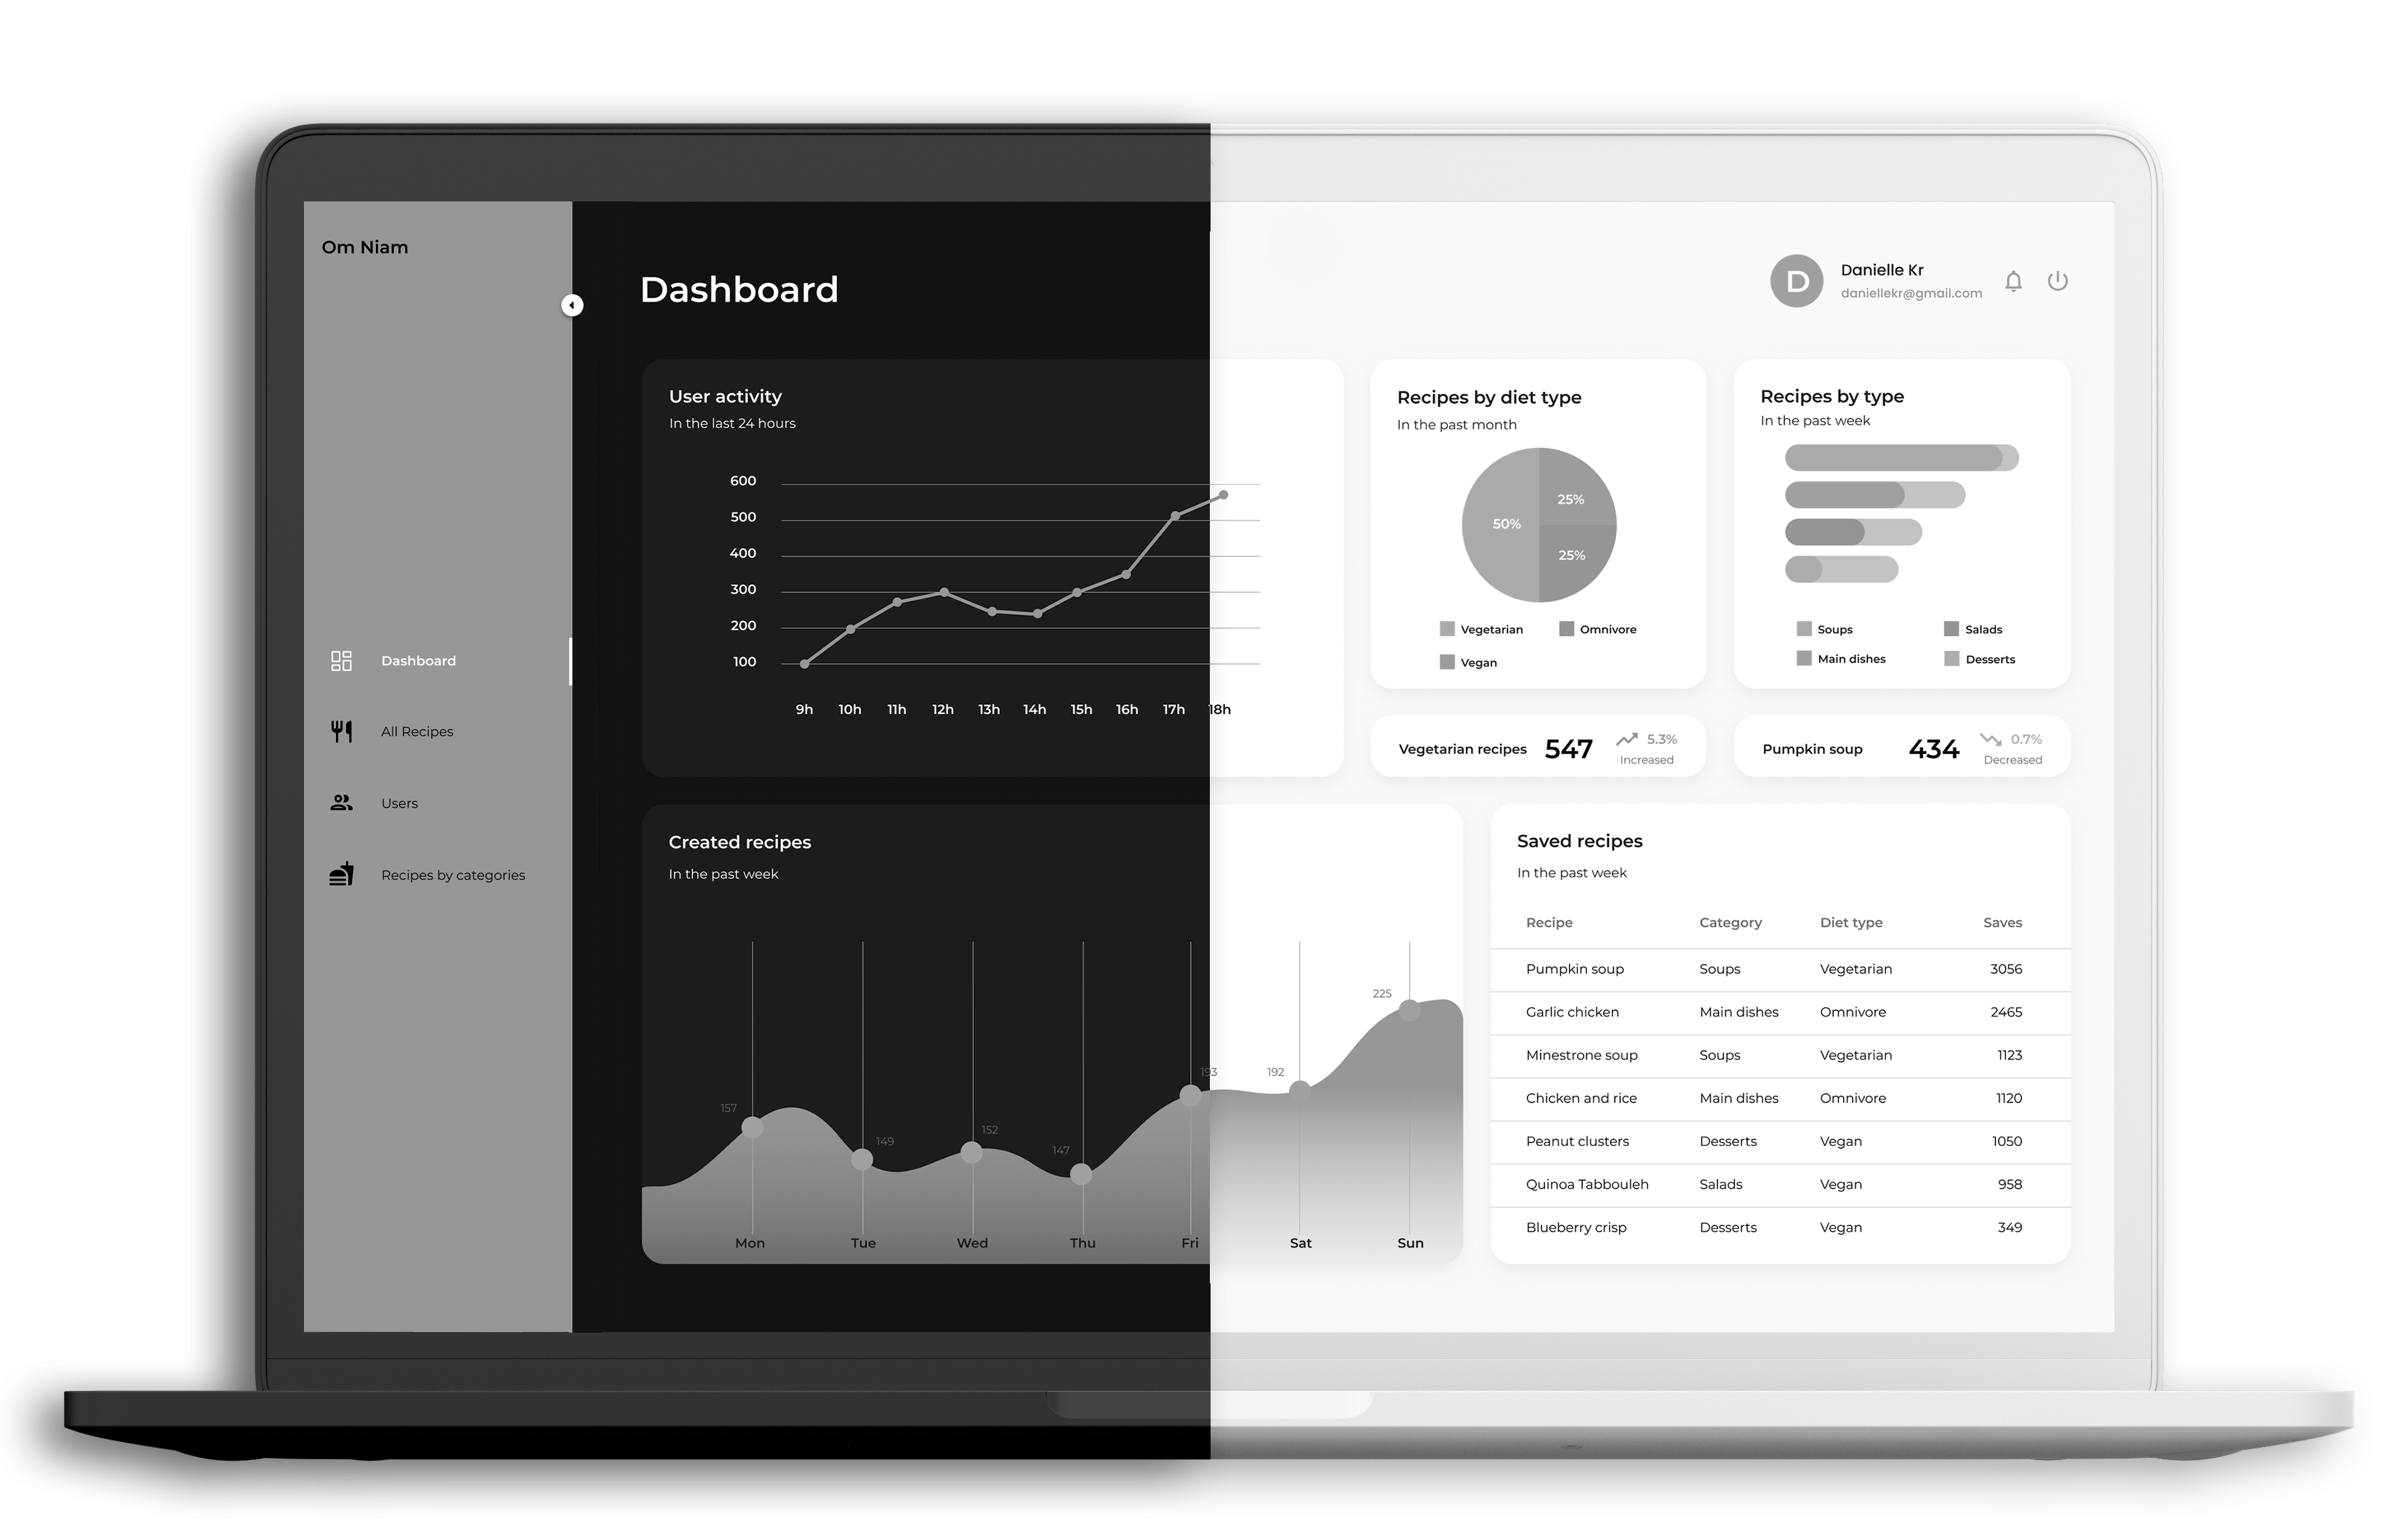 Om Niam
Dashboard
All Recipes
Users
Recipes by categories
Dashboard
D
Danielle Kr
daniellekr@gmail.com
User activity
In the last 24 hours
600
500
400
300
200
100
9h 10h 11h 12h 13h 14h 15h 16h 17h 18h
Recipes by diet type
In the past month
50%
25%
25%
Vegetarian Omnivore
Vegan
Recipes by type
In the past week
Soups Salads
Main dishes Desserts
Vegetarian recipes 547 5.3%
Increased
Pumpkin soup 434 0.7%
Decreased
Created recipes
In the past week
157
149
152
147
193
192
225
Mon Tue Wed Thu Fri Sat Sun
Saved recipes
In the past week
Recipe Category Diet type Saves
Pumpkin soup Soups Vegetarian 3056
Garlic chicken Main dishes Omnivore 2465
Minestrone soup Soups Vegetarian 1123
Chicken and rice Main dishes Omnivore 1120
Peanut clusters Desserts Vegan 1050
Quinoa Tabbouleh Salads Vegan 958
Blueberry crisp Desserts Vegan 349